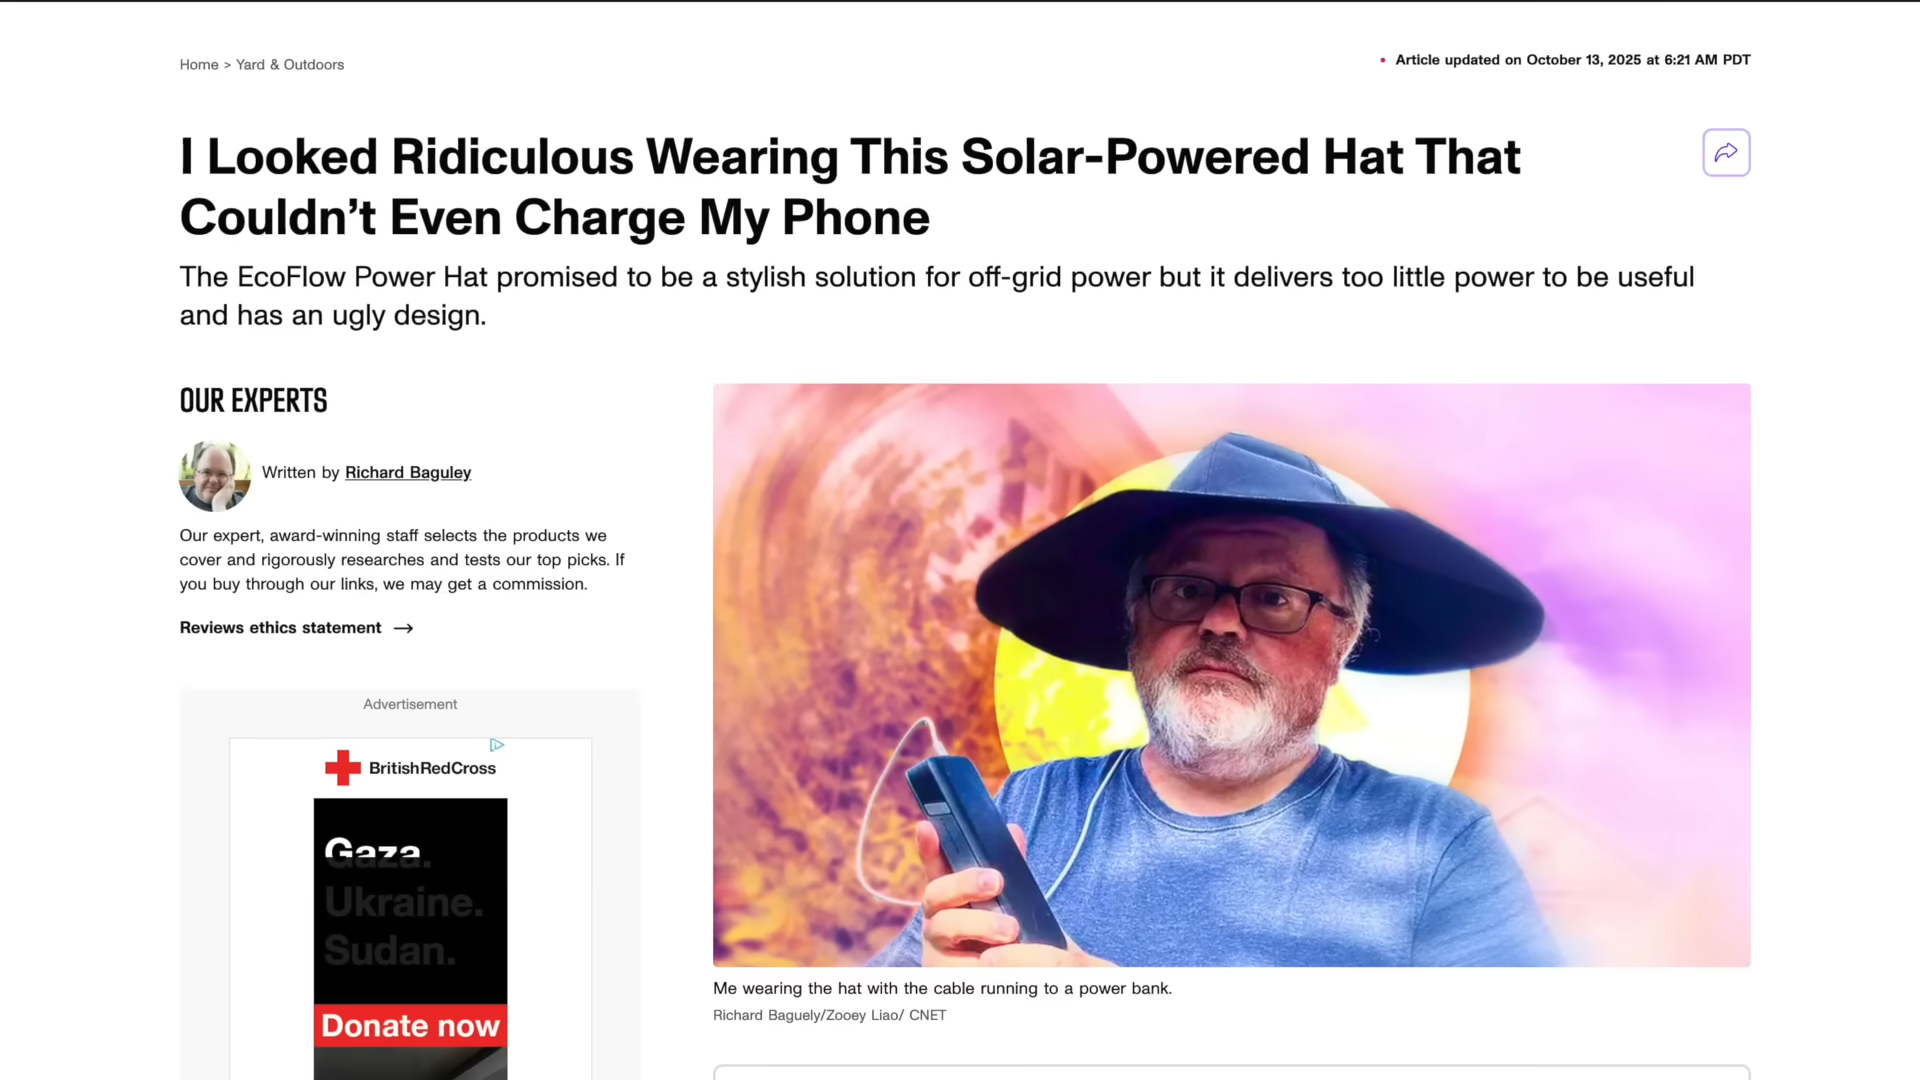 Home > Yard & Outdoors
• Article updated on October 13, 2025 at 6:21 AM PDT
I Looked Ridiculous Wearing This Solar-Powered Hat That
Couldn’t Even Charge My Phone
The EcoFlow Power Hat promised to be a stylish solution for off-grid power but it delivers too little power to be useful
and has an ugly design.
OUR EXPERTS
Written by Richard Baguley
Our expert, award-winning staff selects the products we
cover and rigorously researches and tests our top picks. If
you buy through our links, we may get a commission.
Reviews ethics statement →
Advertisement
BritishRedCross
Gaza.
Ukraine.
Sudan.
Donate now
Me wearing the hat with the cable running to a power bank.
Richard Baguely/Zooey Liao/ CNET